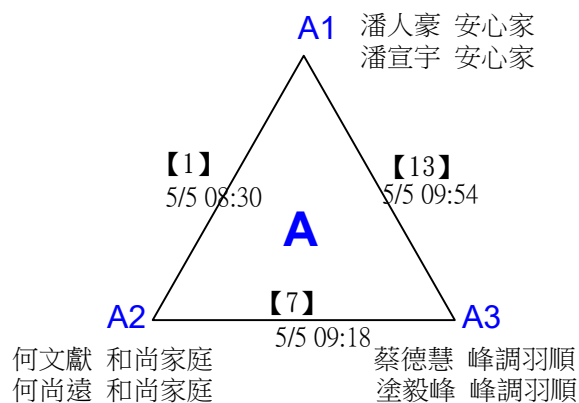 A1
潘人豪 安心家
潘宣宇 安心家
【1】
5/5 08:30
【13】
5/5 09:54
A
【7】
5/5 09:18
A2
何文獻 和尚家庭
何尚遠 和尚家庭
A3
蔡德慧 峰調羽順
塗毅峰 峰調羽順